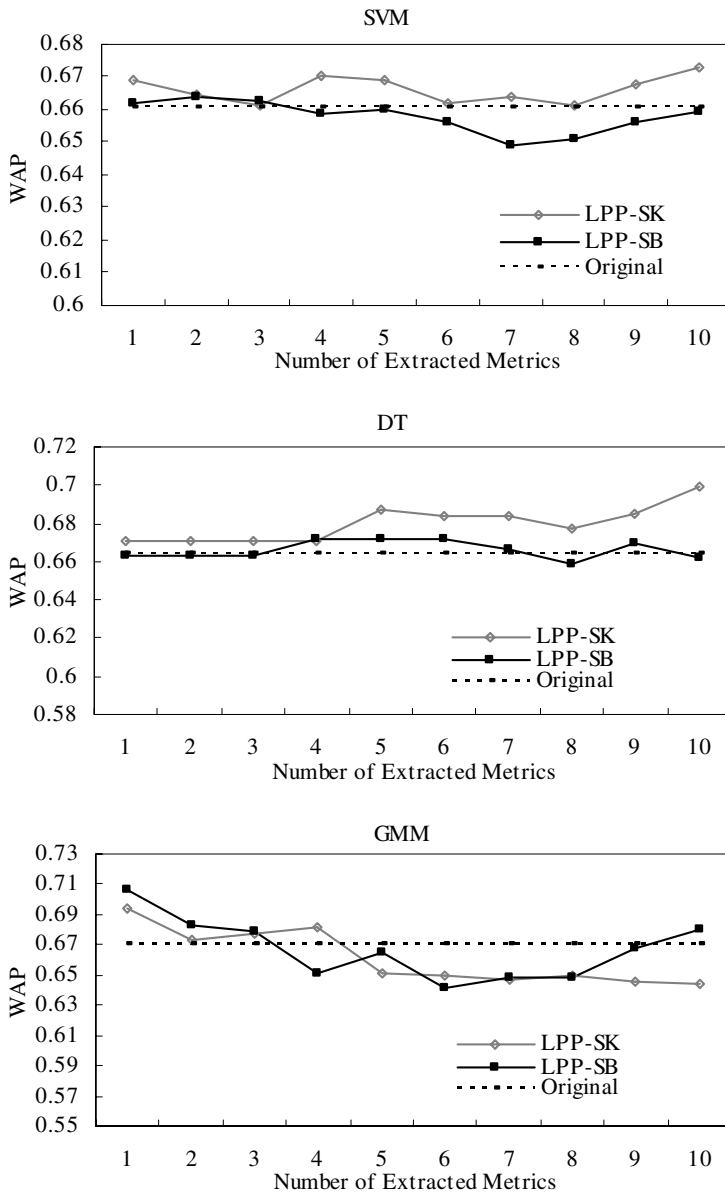 SVM
0.68
0.67
0.66
0.65
0.64
0.63
0.62
0.61
0.6
WAP
LPP-SK
LPP-SB
Original
1 2 3 4 5 6 7 8 9 10
Number of Extracted Metrics
DT
0.72
0.7
0.68
0.66
0.64
0.62
0.6
0.58
WAP
LPP-SK
LPP-SB
Original
1 2 3 4 5 6 7 8 9 10
Number of Extracted Metrics
GMM
0.73
0.71
0.69
0.67
0.65
0.63
0.61
0.59
0.57
0.55
WAP
LPP-SK
LPP-SB
Original
1 2 3 4 5 6 7 8 9 10
Number of Extracted Metrics